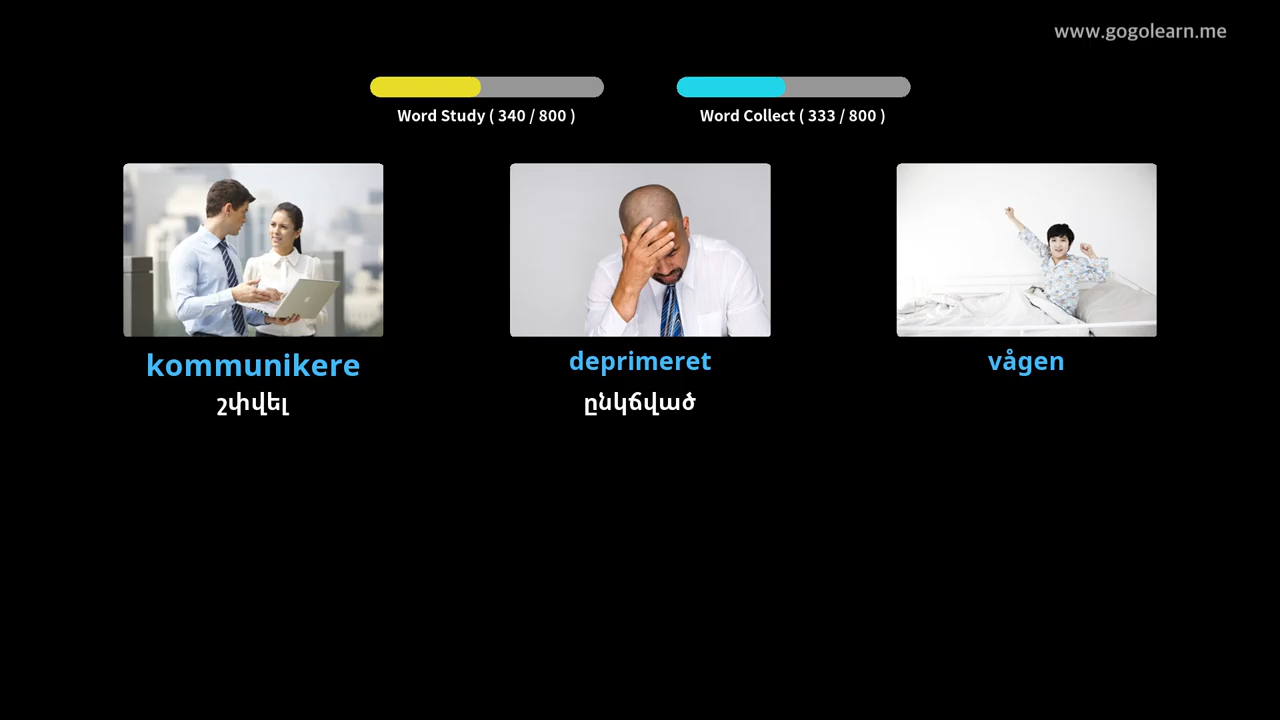 www.gogolearn.me
Word Study ( 340 / 800 )
Word Collect ( 333 / 800 )
kommunikere
շփվել
deprimeret
ընկճված
vågen